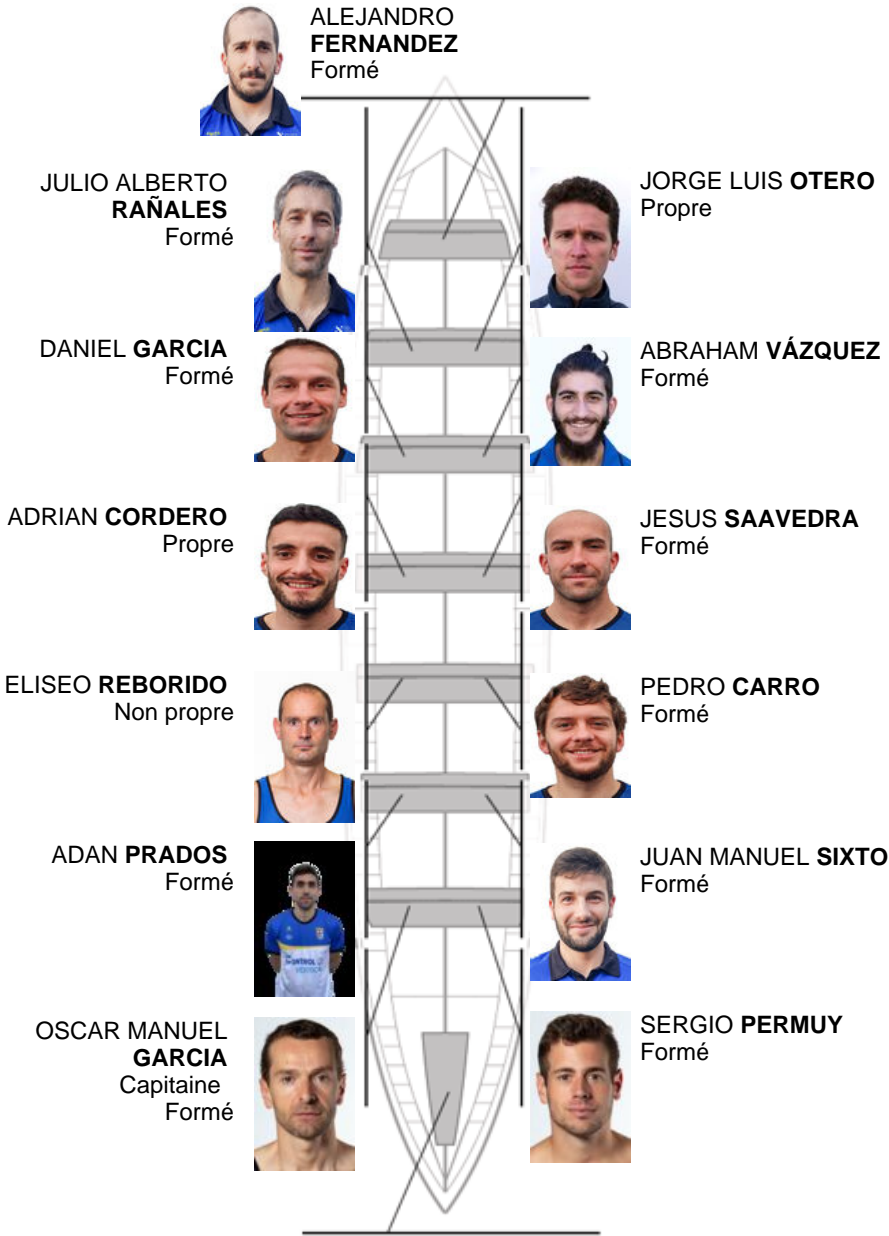 ALEJANDRO
FERNANDEZ
Formé
JULIO ALBERTO
RAÑALES
Formé
JORGE LUIS OTERO
Propre
DANIEL GARCIA
Formé
ABRAHAM VÁZQUEZ
Formé
ADRIAN CORDERO
Propre
JESUS SAAVEDRA
Formé
ELISEO REBORIDO
Non propre
PEDRO CARRO
Formé
ADAN PRADOS
Formé
JUAN MANUEL SIXTO
Formé
OSCAR MANUEL
GARCIA
Capitaine
Formé
SERGIO PERMUY
Formé